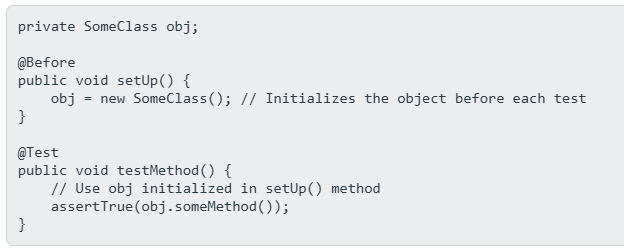 private SomeClass obj;
@Before
public void setUp() {
    obj = new SomeClass(); // Initializes the object before each test
}
@Test
public void testMethod() {
    // Use obj initialized in setUp() method
    assertTrue(obj.someMethod());
}